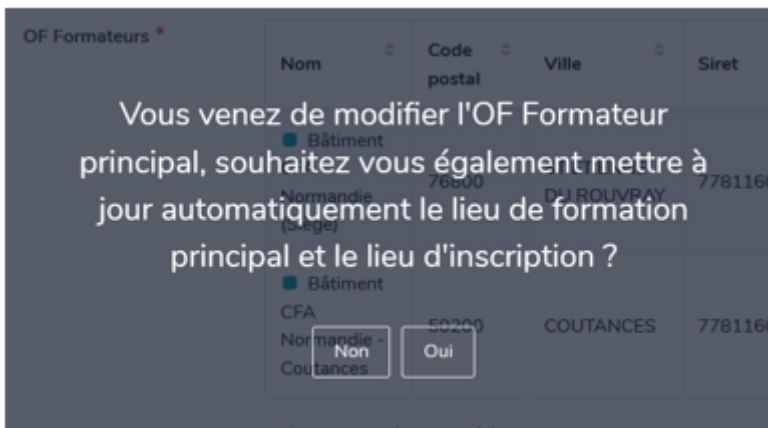 OF Formateurs *
Nom
Code postal
Ville
Siret
Vous venez de modifier l'OF Formateur
principal, souhaitez vous également mettre à
jour automatiquement le lieu de formation
principal et le lieu d'inscription ?
Bâtiment
Normandie
(Siège)
76800
DU ROUVRAY
7781160
Bâtiment
CFA
Normandie -
Coutances
50200
COUTANCES
7781160
Non
Oui